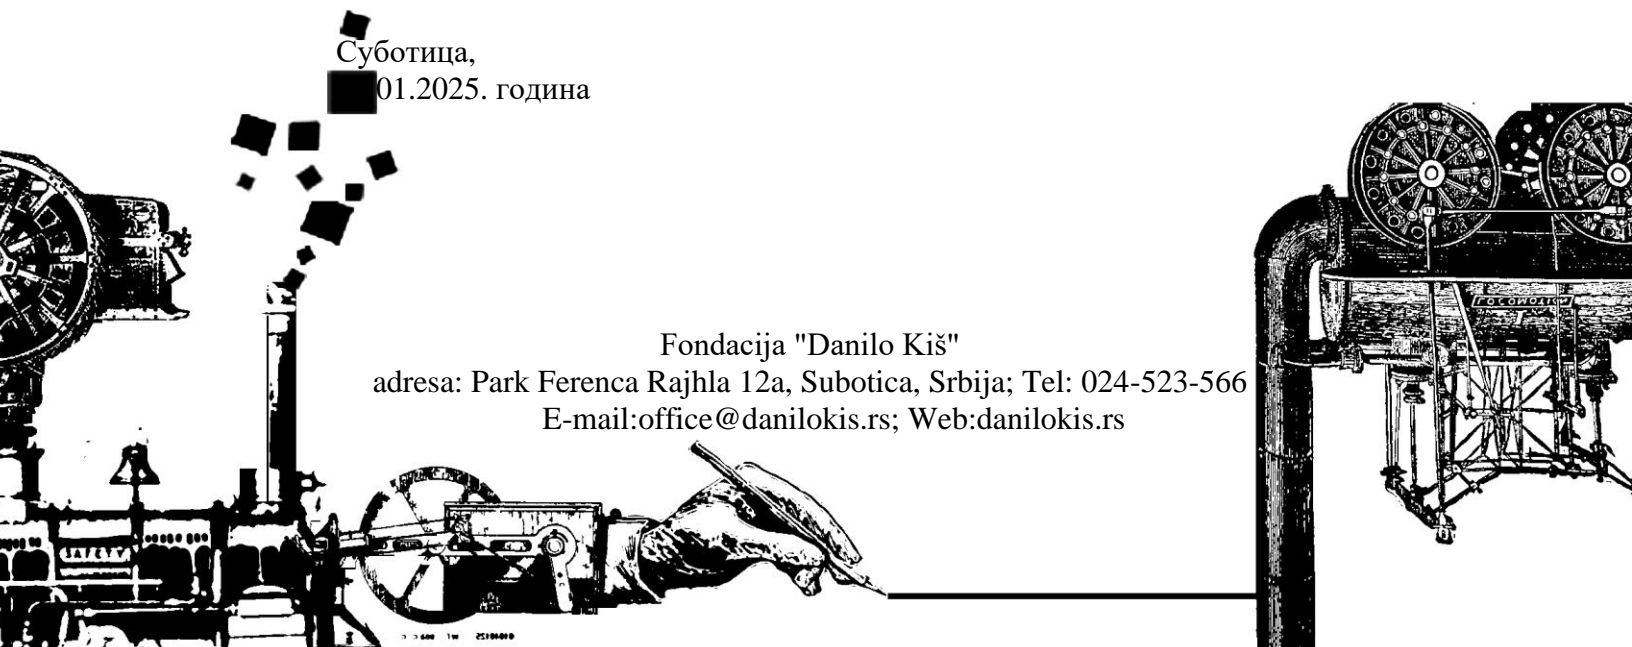 Суботица,
01.2025. година
Fondacija "Danilo Kiš"
adresa: Park Ferenca Rajhla 12a, Subotica, Srbija; Tel: 024-523-566
E-mail:office@danilokis.rs; Web:danilokis.rs